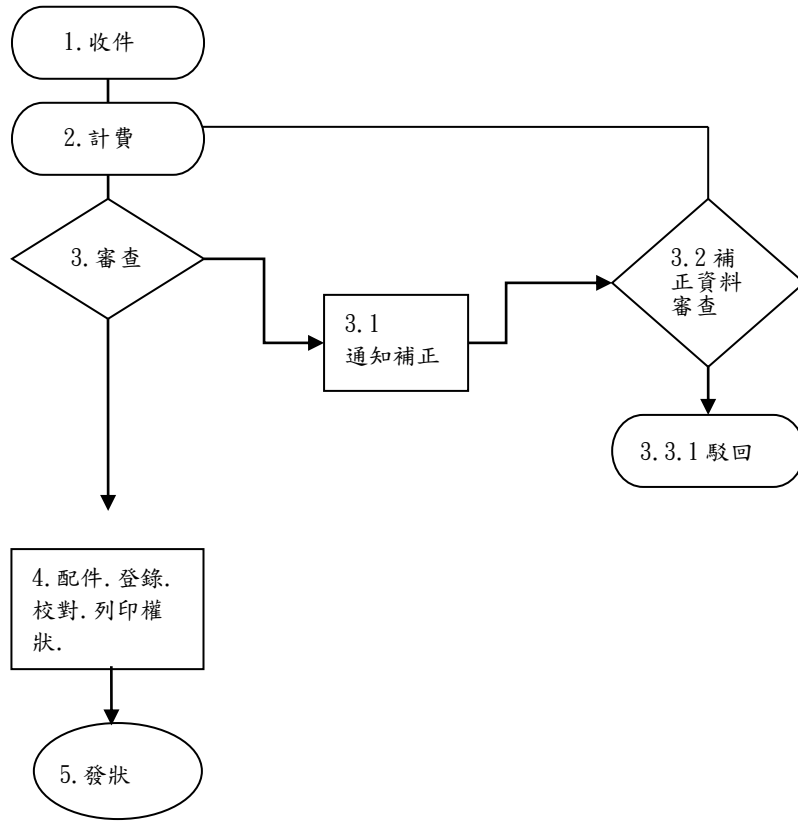 1.收件
2.計費
3.審查
3.1
通知補正
3.2補
正資料
審查
3.3.1駁回
4.配件.登錄.
校對.列印權
狀.
5.發狀